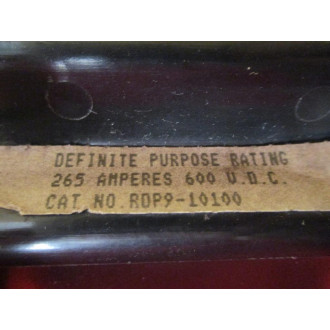 DEFINITE PURPOSE RATING
265 AMPERES 600 V.D.C.
CAT NO.RDP9-10100